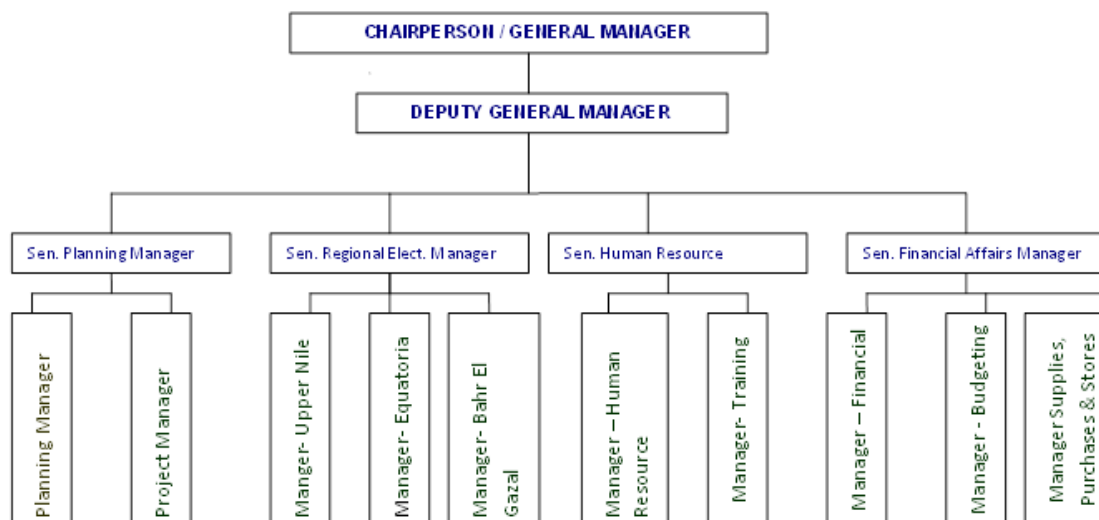 CHAIRPERSON / GENERAL MANAGER
DEPUTY GENERAL MANAGER
Sen. Planning Manager
Sen. Regional Elect. Manager
Sen. Human Resource
Sen. Financial Affairs Manager
Planning Manager
Project Manager
Manger- Upper Nile
Manager- Equatoria
Manager- Bahr El
Gazal
Manager – Human
Resource
Manager- Training
Manager – Financial
Manager - Budgeting
Manager Supplies,
Purchases & Stores